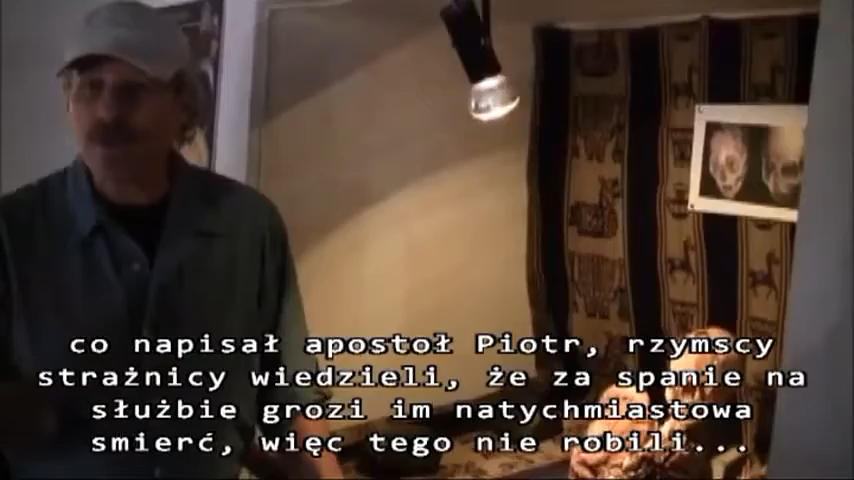 co napisał apostoł Piotr, rzymscy
strażnicy wiedzieli, że za spanie na
służbie grozi im natychmiastowa
śmierć, więc tego nie robili...